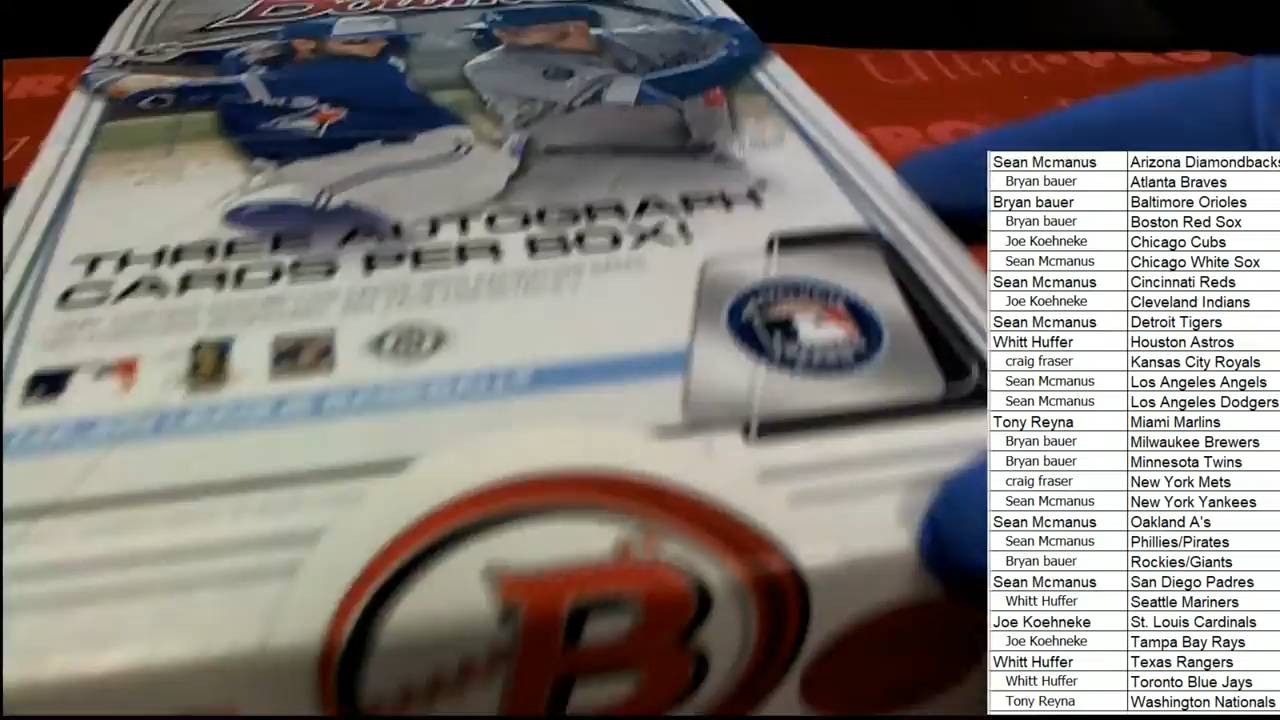 Bowman
Ultra·PRO
THREE AUTOGRAPH
CARDS PER BOX!
B
Sean Mcmanus Arizona Diamondbacks
Bryan bauer Atlanta Braves
Bryan bauer Baltimore Orioles
Bryan bauer Boston Red Sox
Joe Koehneke Chicago Cubs
Sean Mcmanus Chicago White Sox
Sean Mcmanus Cincinnati Reds
Joe Koehneke Cleveland Indians
Sean Mcmanus Detroit Tigers
Whitt Huffer Houston Astros
craig fraser Kansas City Royals
Sean Mcmanus Los Angeles Angels
Sean Mcmanus Los Angeles Dodgers
Tony Reyna Miami Marlins
Bryan bauer Milwaukee Brewers
Bryan bauer Minnesota Twins
craig fraser New York Mets
Sean Mcmanus New York Yankees
Sean Mcmanus Oakland A's
Sean Mcmanus Phillies/Pirates
Bryan bauer Rockies/Giants
Sean Mcmanus San Diego Padres
Whitt Huffer Seattle Mariners
Joe Koehneke St. Louis Cardinals
Joe Koehneke Tampa Bay Rays
Whitt Huffer Texas Rangers
Whitt Huffer Toronto Blue Jays
Tony Reyna Washington Nationals